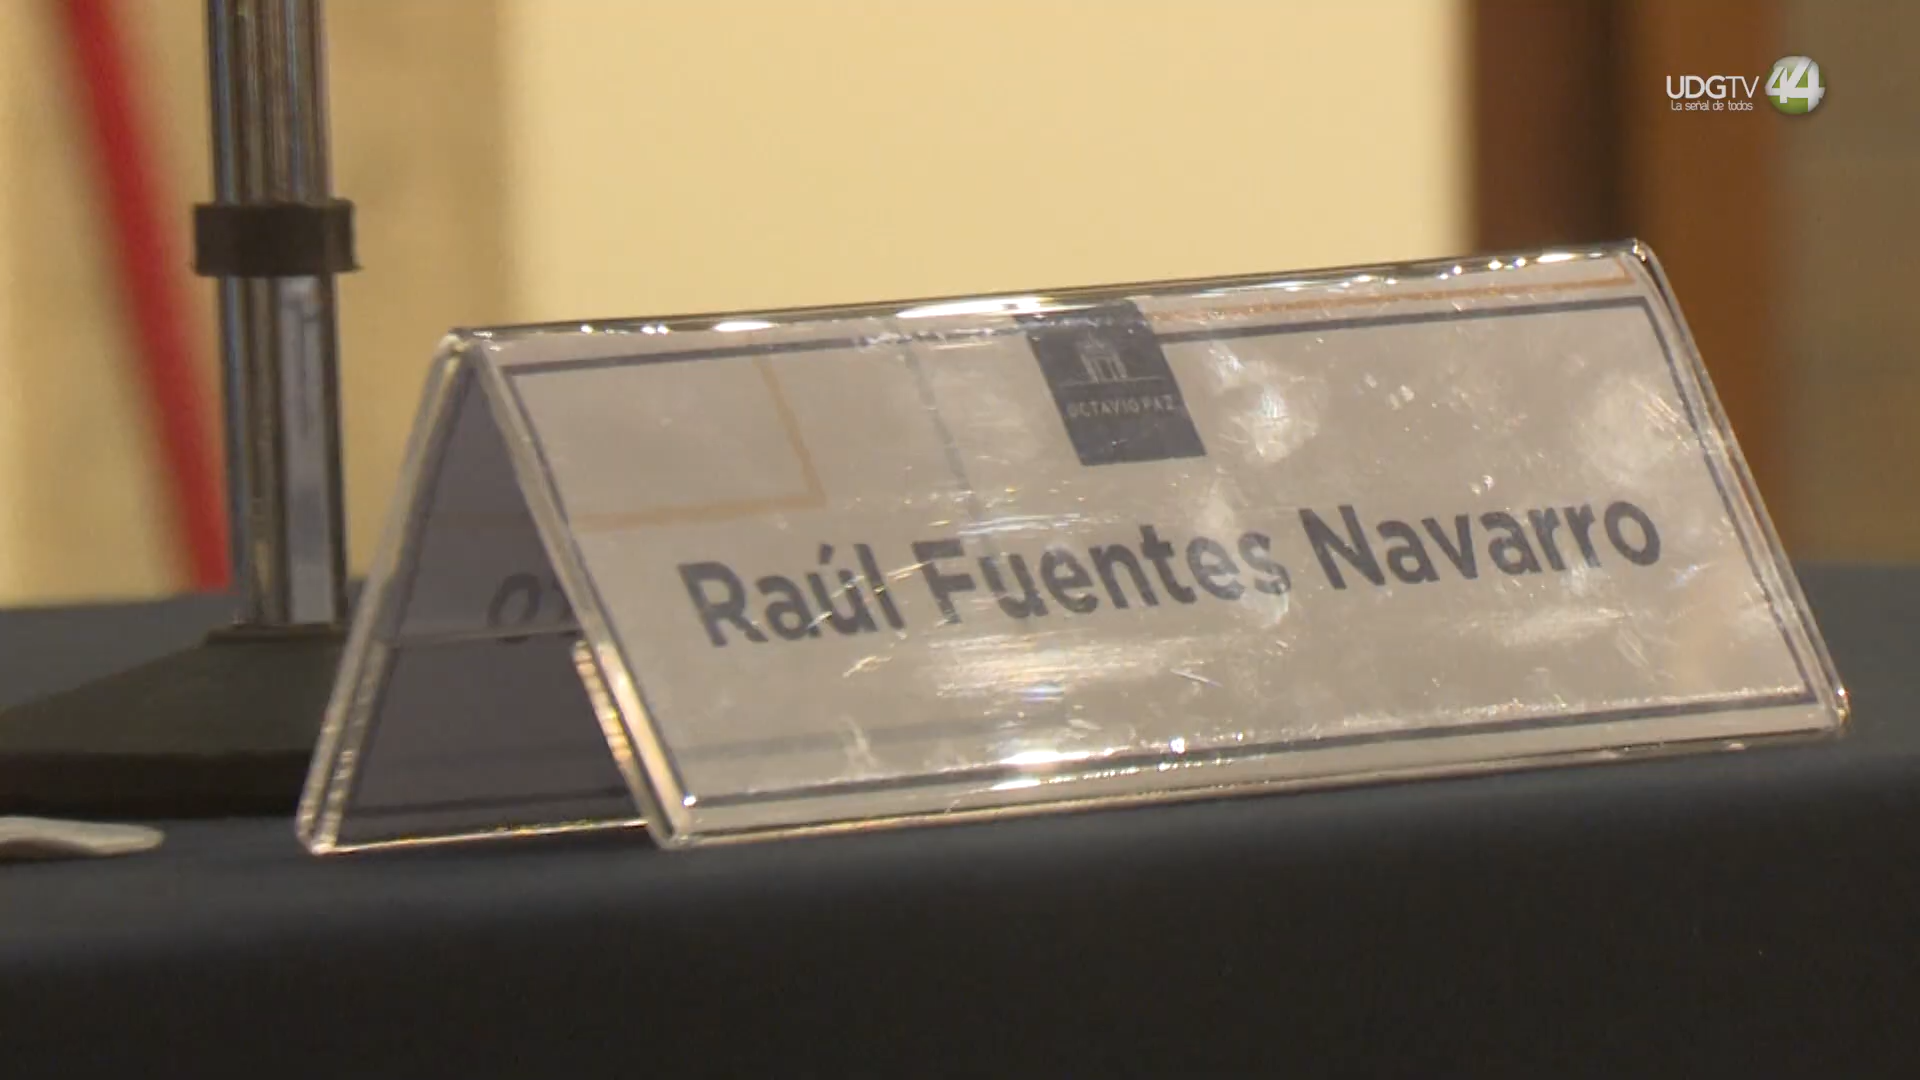 UDGTV 44
La señal de todos
OCTAVIO PAZ
Raúl Fuentes Navarro